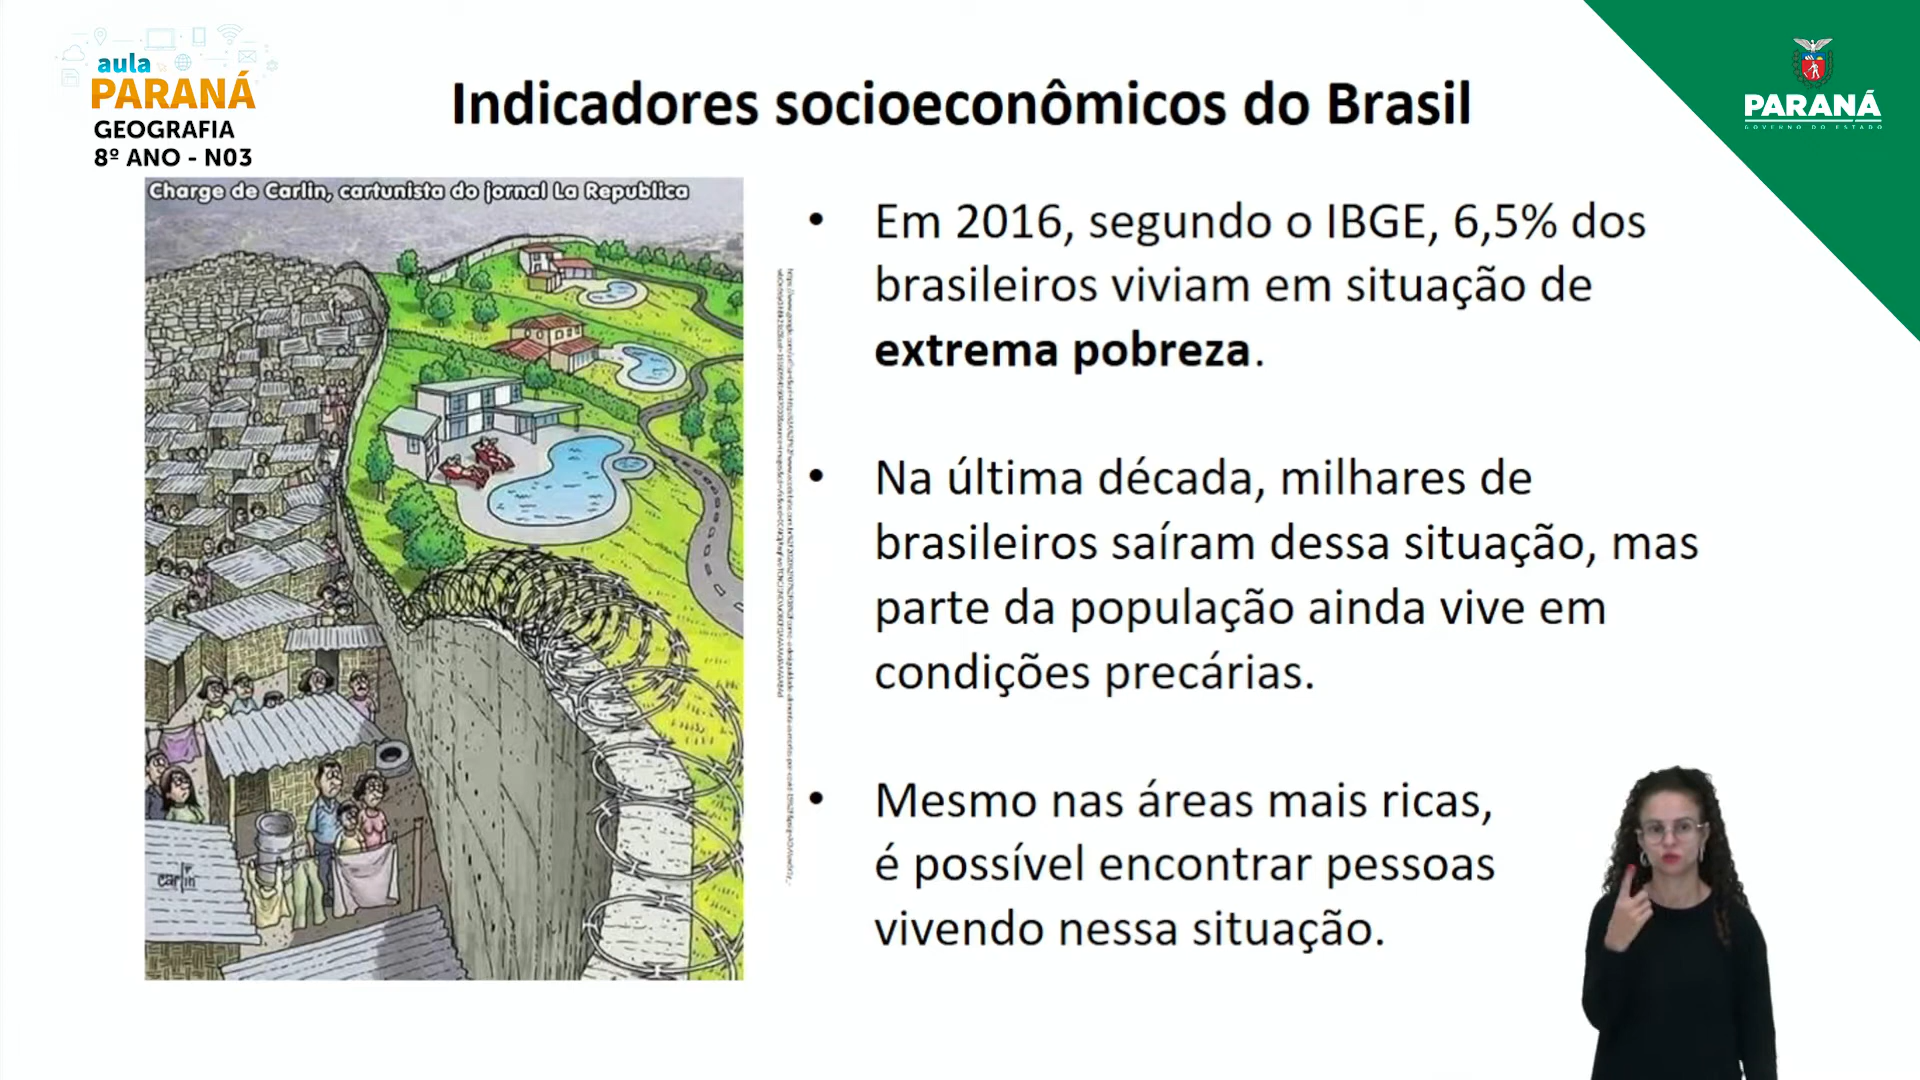 aula
PARANÁ
GEOGRAFIA
8º ANO - N03
Indicadores socioeconômicos do Brasil
PARANÁ
GOVERNO DO ESTADO
Charge de Carlin, cartunista do jornal La Republica
• Em 2016, segundo o IBGE, 6,5% dos
brasileiros viviam em situação de
extrema pobreza.
• Na última década, milhares de
brasileiros saíram dessa situação, mas
parte da população ainda vive em
condições precárias.
• Mesmo nas áreas mais ricas,
é possível encontrar pessoas
vivendo nessa situação.
carlin